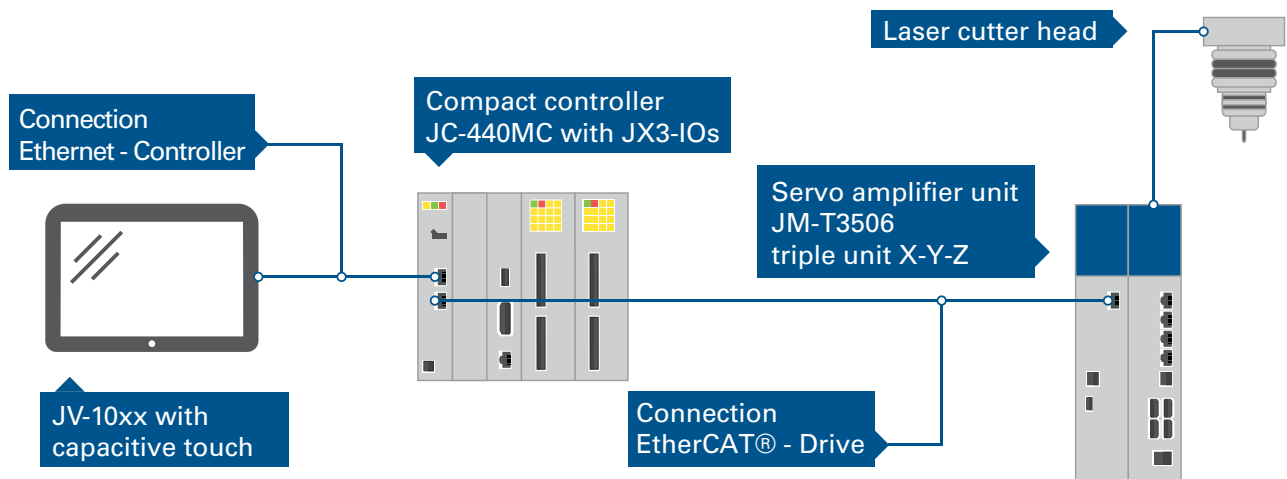 Laser cutter head
Compact controller
JC-440MC with JX3-IOs
Connection
Ethernet - Controller
Servo amplifier unit
JM-T3506
triple unit X-Y-Z
JV-10xx with
capacitive touch
Connection
EtherCAT® - Drive